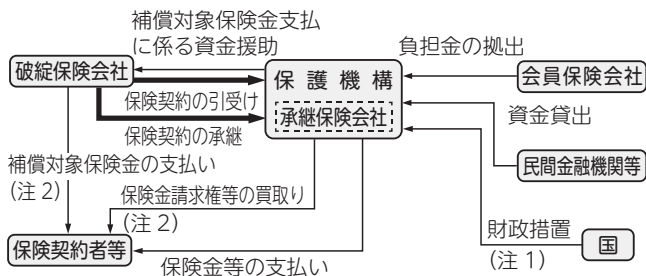 補償対象保険金支払
に係る資金援助
負担金の拠出
破綻保険会社
保護機構
会員保険会社
保険契約の引受け
承継保険会社
資金貸出
保険契約の承継
補償対象保険金の支払い
(注2)
民間金融機関等
保険金請求権等の買取り
(注2)
財政措置
(注1)
国
保険契約者等
保険金等の支払い